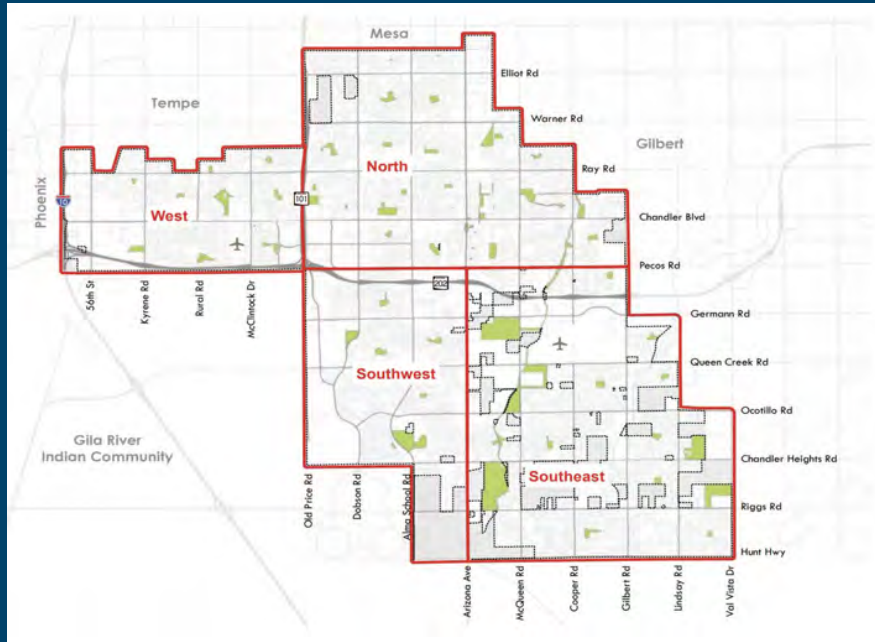 Mesa
Elliot Rd
Tempe
Warner Rd
Gilbert
North
Ray Rd
Phoenix
10
101
West
Chandler Blvd
Pecos Rd
56th St
Kyrene Rd
Rural Rd
McClintock Dr
202
Germann Rd
Queen Creek Rd
Southwest
Ocotillo Rd
Gila River
Indian Community
Chandler Heights Rd
Old Price Rd
Dobson Rd
Alma School Rd
Southeast
Riggs Rd
Hunt Hwy
Arizona Ave
McQueen Rd
Cooper Rd
Gilbert Rd
Lindsay Rd
Val Vista Dr